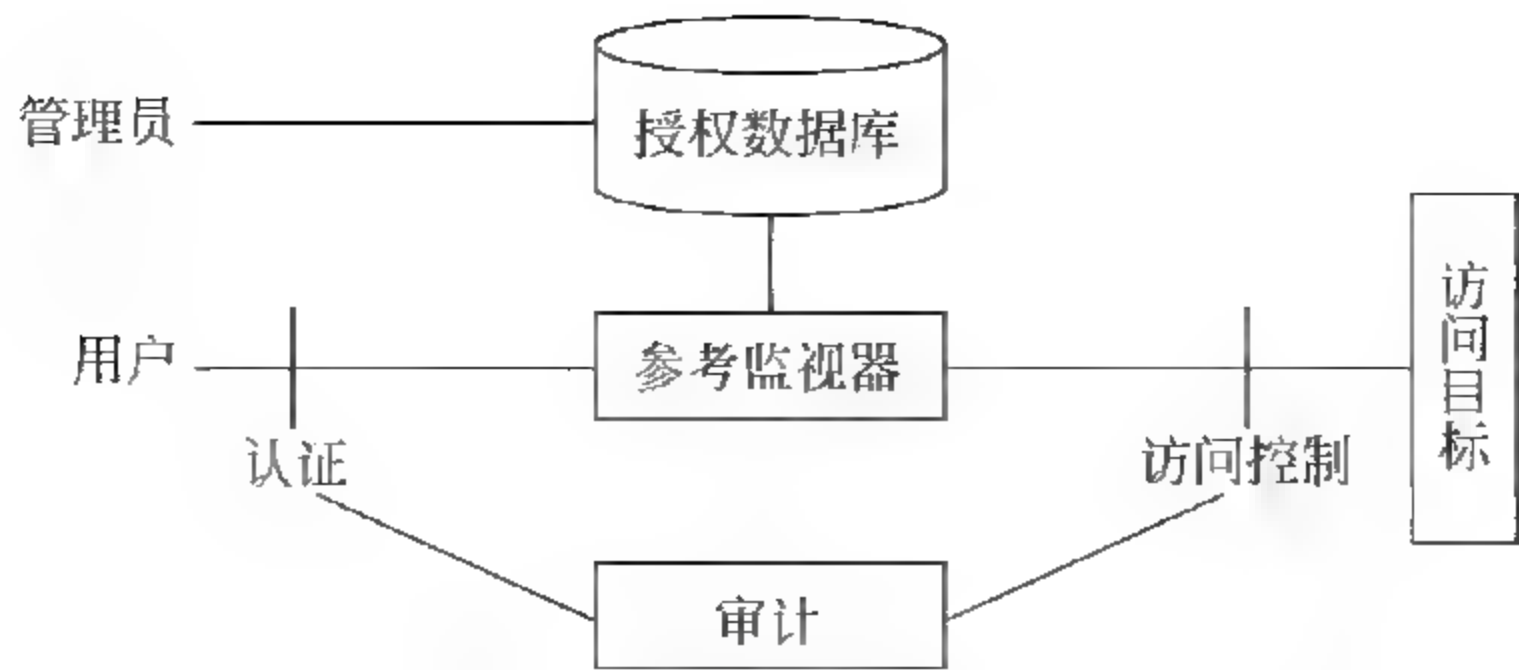 管理员
授权数据库
用户
参考监视器
访问目标
认证
访问控制
审计